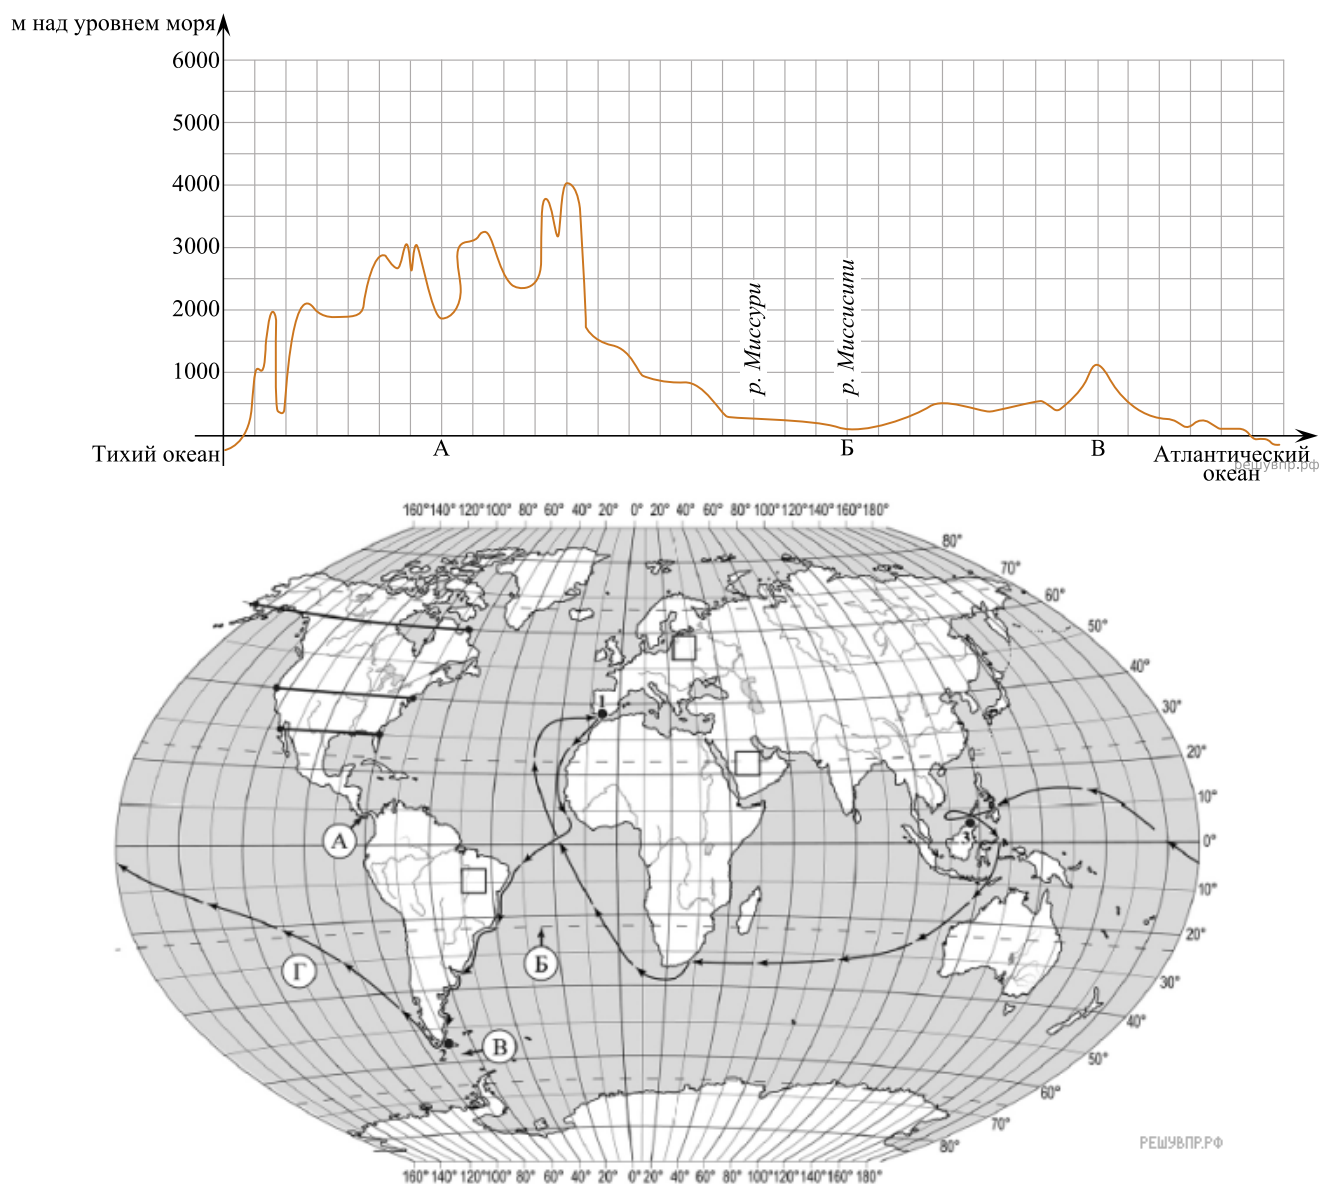 м над уровнем моря
6000
5000
4000
3000
2000
1000
р. Миссури
р. Миссисипи
Тихий океан
А
Б
В
Атлантический
океан
решувпр.рф
160° 140° 120° 100° 80° 60° 40° 20° 0° 20° 40° 60° 80° 100° 120° 140° 160° 180°
80°
70°
60°
50°
40°
30°
20°
10°
0°
10°
20°
30°
40°
50°
60°
70°
80°
1
А
3
Б
Г
В
2
РЕШУВПР.РФ
160° 140° 120° 100° 80° 60° 40° 20° 0° 20° 40° 60° 80° 100° 120° 140° 160° 180°